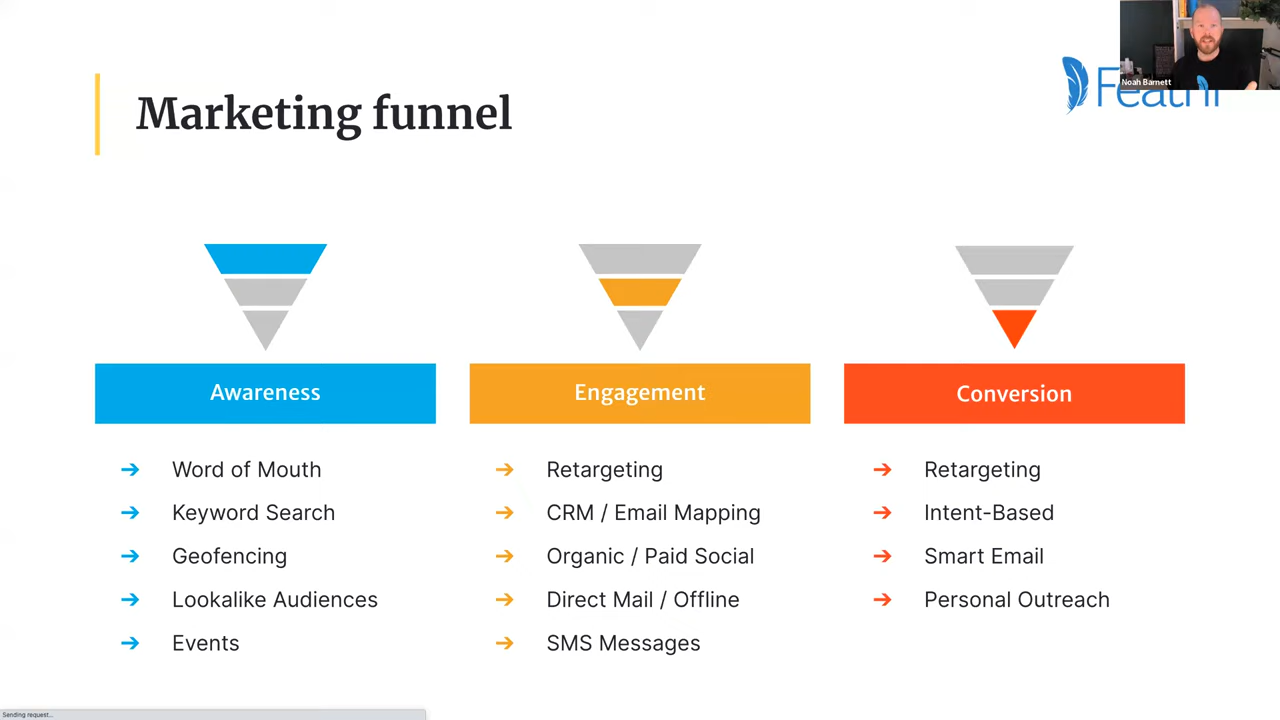 Noah Barnett
Marketing funnel
Awareness
Word of Mouth
Keyword Search
Geofencing
Lookalike Audiences
Events
Engagement
Retargeting
CRM / Email Mapping
Organic / Paid Social
Direct Mail / Offline
SMS Messages
Conversion
Retargeting
Intent-Based
Smart Email
Personal Outreach
Sending request...